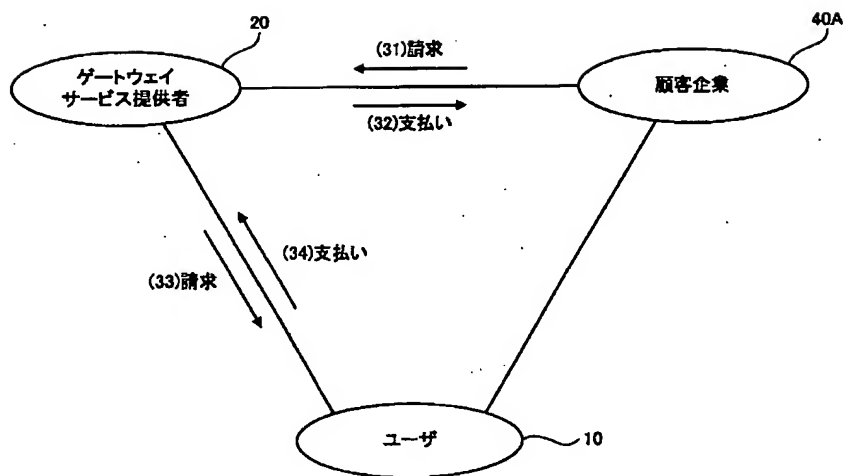 20
40A
(31)請求
ゲートウェイ
サービス提供者
顧客企業
(32)支払い
(34)支払い
(33)請求
ユーザ
10